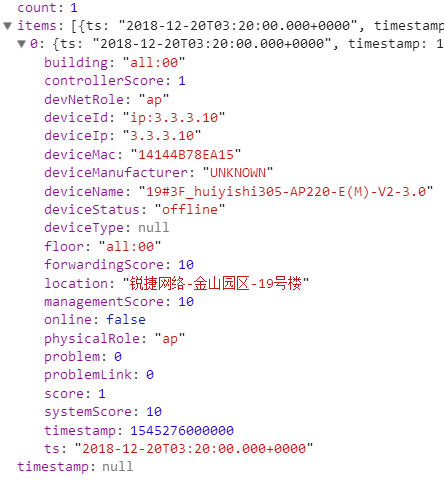 count: 1
▼ items: [{ts: "2018-12-20T03:20:00.000+0000", timestamp
▼ 0: {ts: "2018-12-20T03:20:00.000+0000", timestamp: 1
building: "all:00"
controllerScore: 1
devNetRole: "ap"
deviceId: "ip:3.3.3.10"
deviceIp: "3.3.3.10"
deviceMac: "14144B78EA15"
deviceManufacturer: "UNKNOWN"
deviceName: "19#3F_huiyishi305-AP220-E(M)-V2-3.0"
deviceStatus: "offline"
deviceType: null
floor: "all:00"
forwardingScore: 10
location: "锐捷网络-金山园区-19号楼"
managementScore: 10
online: false
physicalRole: "ap"
problem: 0
problemLink: 0
score: 1
systemScore: 10
timestamp: 1545276000000
ts: "2018-12-20T03:20:00.000+0000"
timestamp: null